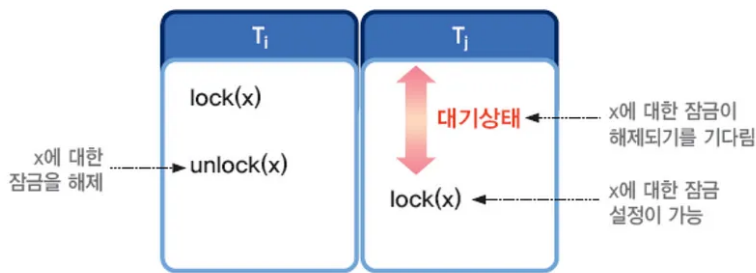 Ti
Tj
lock(x)
대기상태
x에 대한 잠금이
해제되기를 기다림
x에 대한
잠금을 해제
unlock(x)
lock(x)
x에 대한 잠금
설정이 가능